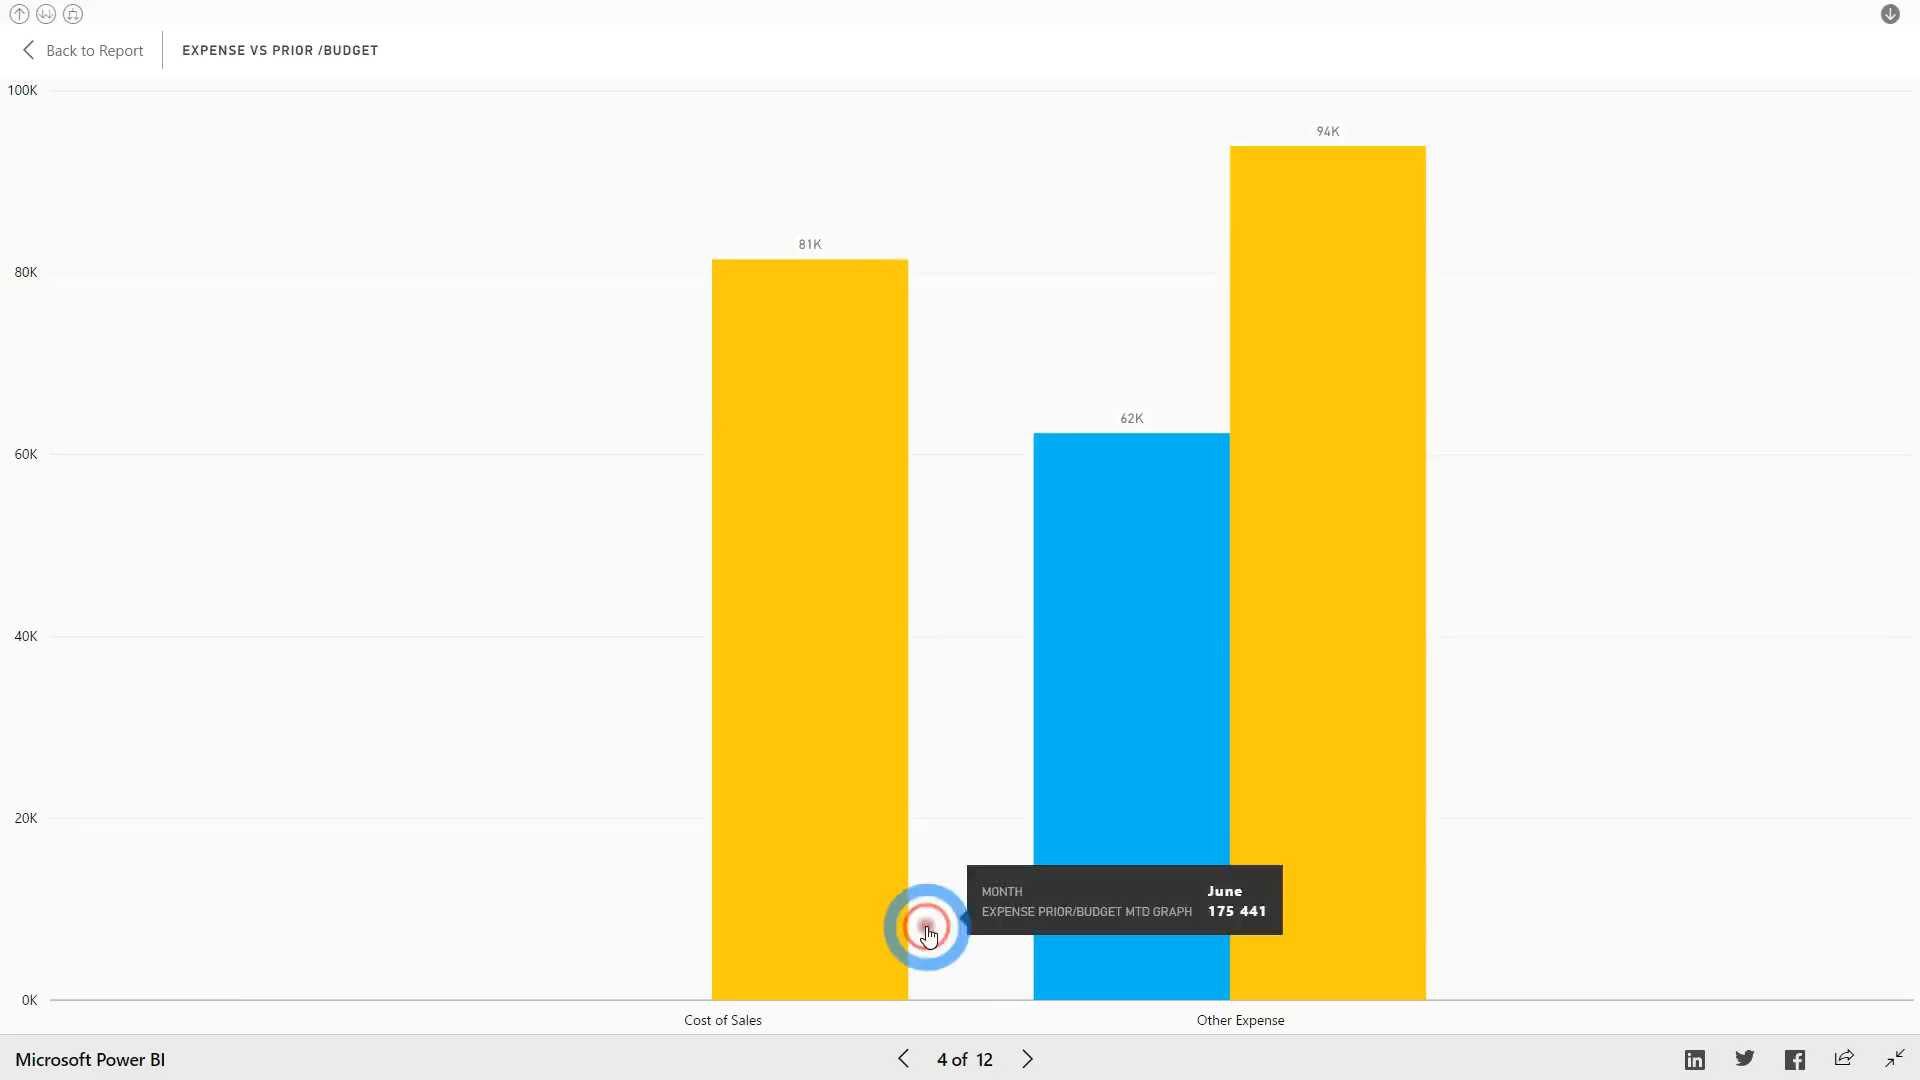 Back to Report
EXPENSE VS PRIOR /BUDGET
100K
94K
81K
80K
62K
60K
40K
20K
MONTH June
EXPENSE PRIOR/BUDGET MTD GRAPH 175 441
0K
Cost of Sales Other Expense
Microsoft Power BI 4 of 12